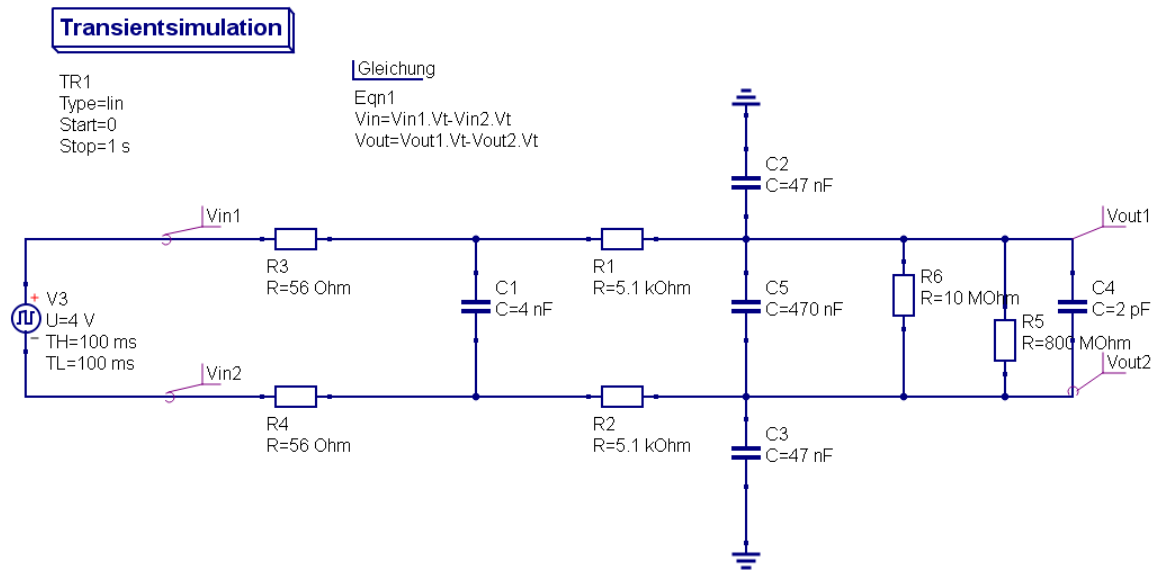 Transientsimulation
TR1
Type=lin
Start=0
Stop=1 s
Gleichung
Eqn1
Vin=Vin1.Vt-Vin2.Vt
Vout=Vout1.Vt-Vout2.Vt
C2
C=47 nF
Vin1
Vout1
R3
R=56 Ohm
R1
R=5.1 kOhm
V3
U=4 V
TH=100 ms
TL=100 ms
C1
C=4 nF
C5
C=470 nF
R6
R=10 MOhm
C4
C=2 pF
R5
R=800 MOhm
Vin2
Vout2
R4
R=56 Ohm
R2
R=5.1 kOhm
C3
C=47 nF